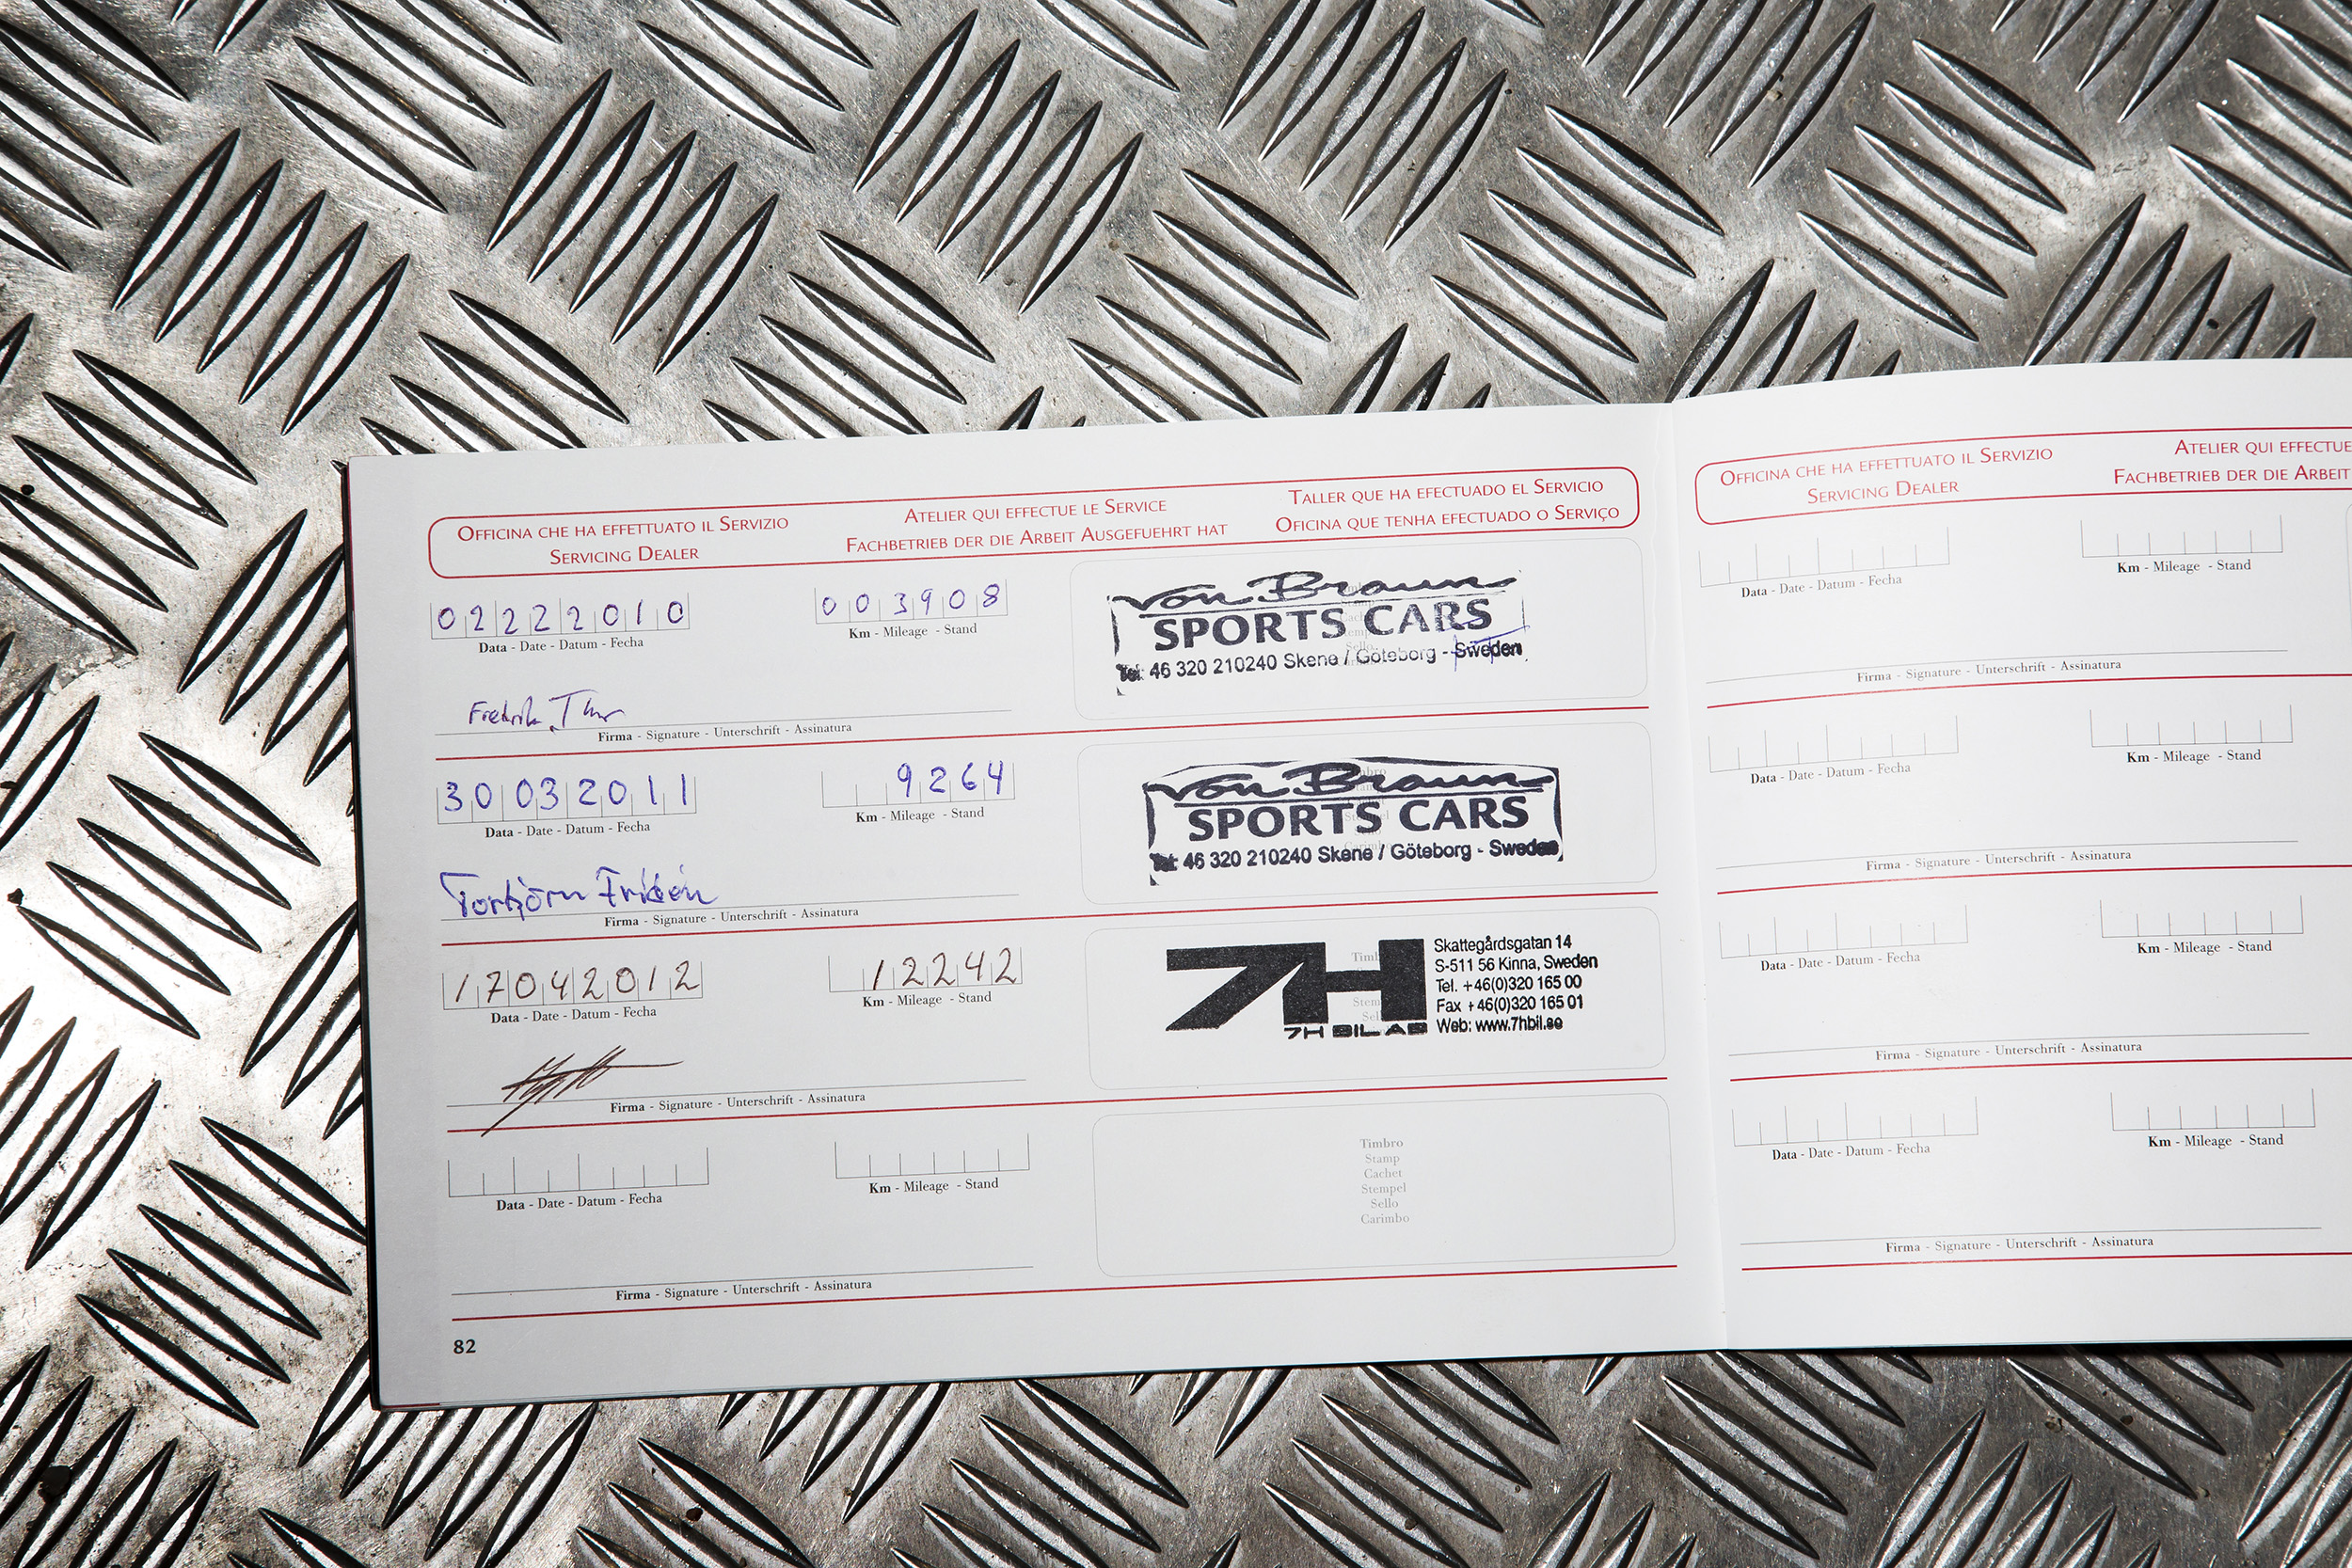 OFFICINA CHE HA EFFETTUATO IL SERVIZIO
SERVICING DEALER
ATELIER QUI EFFECTUE LE SERVICE
FACHBETRIEB DER DIE ARBEIT AUSGEFUEHRT HAT
TALLER QUE HA EFECTUADO EL SERVICIO
OFICINA QUE TENHA EFECTUADO O SERVIÇO
02222010
Data - Date - Datum - Fecha
003908
Km - Mileage - Stand
Fredrik
Firma - Signature - Unterschrift - Assinatura
von Braun
SPORTS CARS
Tel: 46 320 210240 Skene / Göteborg - Sweden
30032011
Data - Date - Datum - Fecha
9264
Km - Mileage - Stand
Torbjörn Fridén
Firma - Signature - Unterschrift - Assinatura
von Braun
SPORTS CARS
Tel: 46 320 210240 Skene / Göteborg - Sweden
17042012
Data - Date - Datum - Fecha
12242
Km - Mileage - Stand
Firma - Signature - Unterschrift - Assinatura
7H
7H BIL AB
Skattegårdsgatan 14
S-511 56 Kinna, Sweden
Tel. +46(0)320 165 00
Fax +46(0)320 165 01
Web: www.7hbil.se
Data - Date - Datum - Fecha
Km - Mileage - Stand
Firma - Signature - Unterschrift - Assinatura
Timbro
Stamp
Cachet
Stempel
Sello
Carimbo
82
OFFICINA CHE HA EFFETTUATO IL SERVIZIO
SERVICING DEALER
ATELIER QUI EFFECTUE
FACHBETRIEB DER DIE ARBEIT
Data - Date - Datum - Fecha
Km - Mileage - Stand
Firma - Signature - Unterschrift - Assinatura
Data - Date - Datum - Fecha
Km - Mileage - Stand
Firma - Signature - Unterschrift - Assinatura
Data - Date - Datum - Fecha
Km - Mileage - Stand
Firma - Signature - Unterschrift - Assinatura
Data - Date - Datum - Fecha
Km - Mileage - Stand
Firma - Signature - Unterschrift - Assinatura